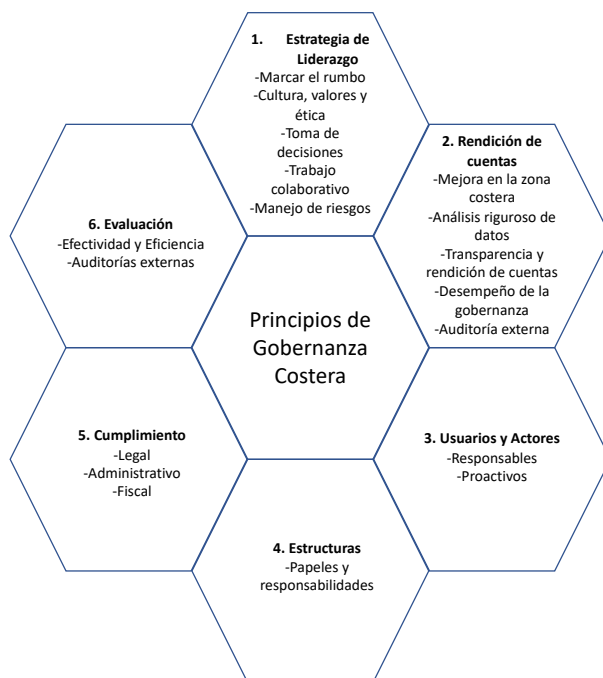 1. Estrategia de
Liderazgo
-Marcar el rumbo
-Cultura, valores y
ética
-Toma de
decisiones
-Trabajo
colaborativo
-Manejo de riesgos
2. Rendición de
cuentas
-Mejora en la zona
costera
-Análisis riguroso de
datos
-Transparencia y
rendición de cuentas
-Desempeño de la
gobernanza
-Auditoría externa
3. Usuarios y Actores
-Responsables
-Proactivos
4. Estructuras
-Papeles y
responsabilidades
5. Cumplimiento
-Legal
-Administrativo
-Fiscal
6. Evaluación
-Efectividad y Eficiencia
-Auditorías externas
Principios de
Gobernanza
Costera